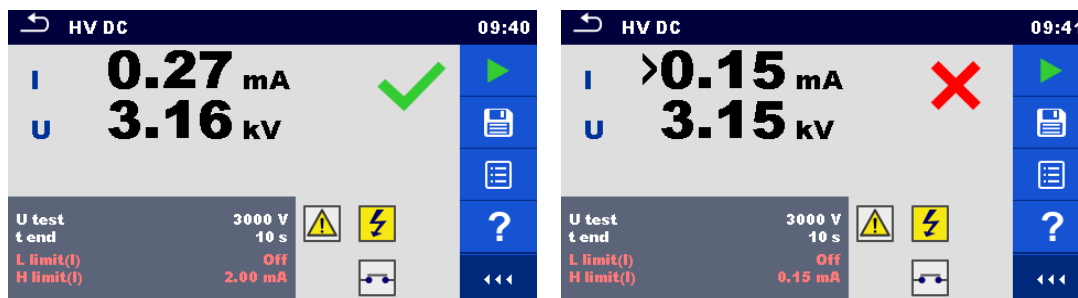 HV DC 09:40
I 0.27 mA
U 3.16 kV
U test 3000 V
t end 10 s
L limit(I) Off
H limit(I) 2.00 mA
?
HV DC 09:41
I >0.15 mA
U 3.15 kV
U test 3000 V
t end 10 s
L limit(I) Off
H limit(I) 0.15 mA
?